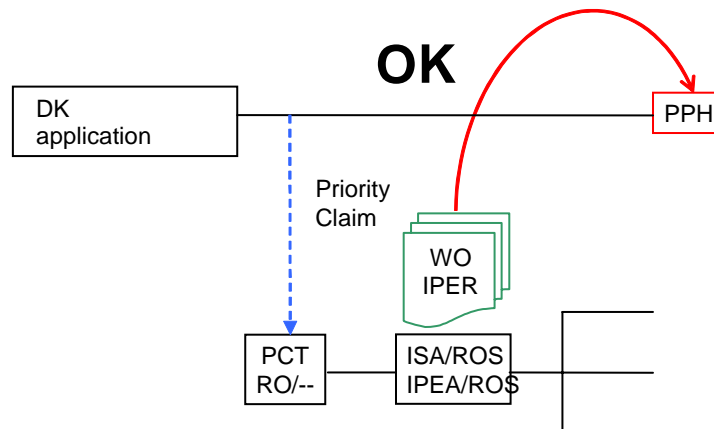 OK
DK
application
PPH
Priority
Claim
WO
IPER
PCT
RO/--
ISA/ROS
IPEA/ROS